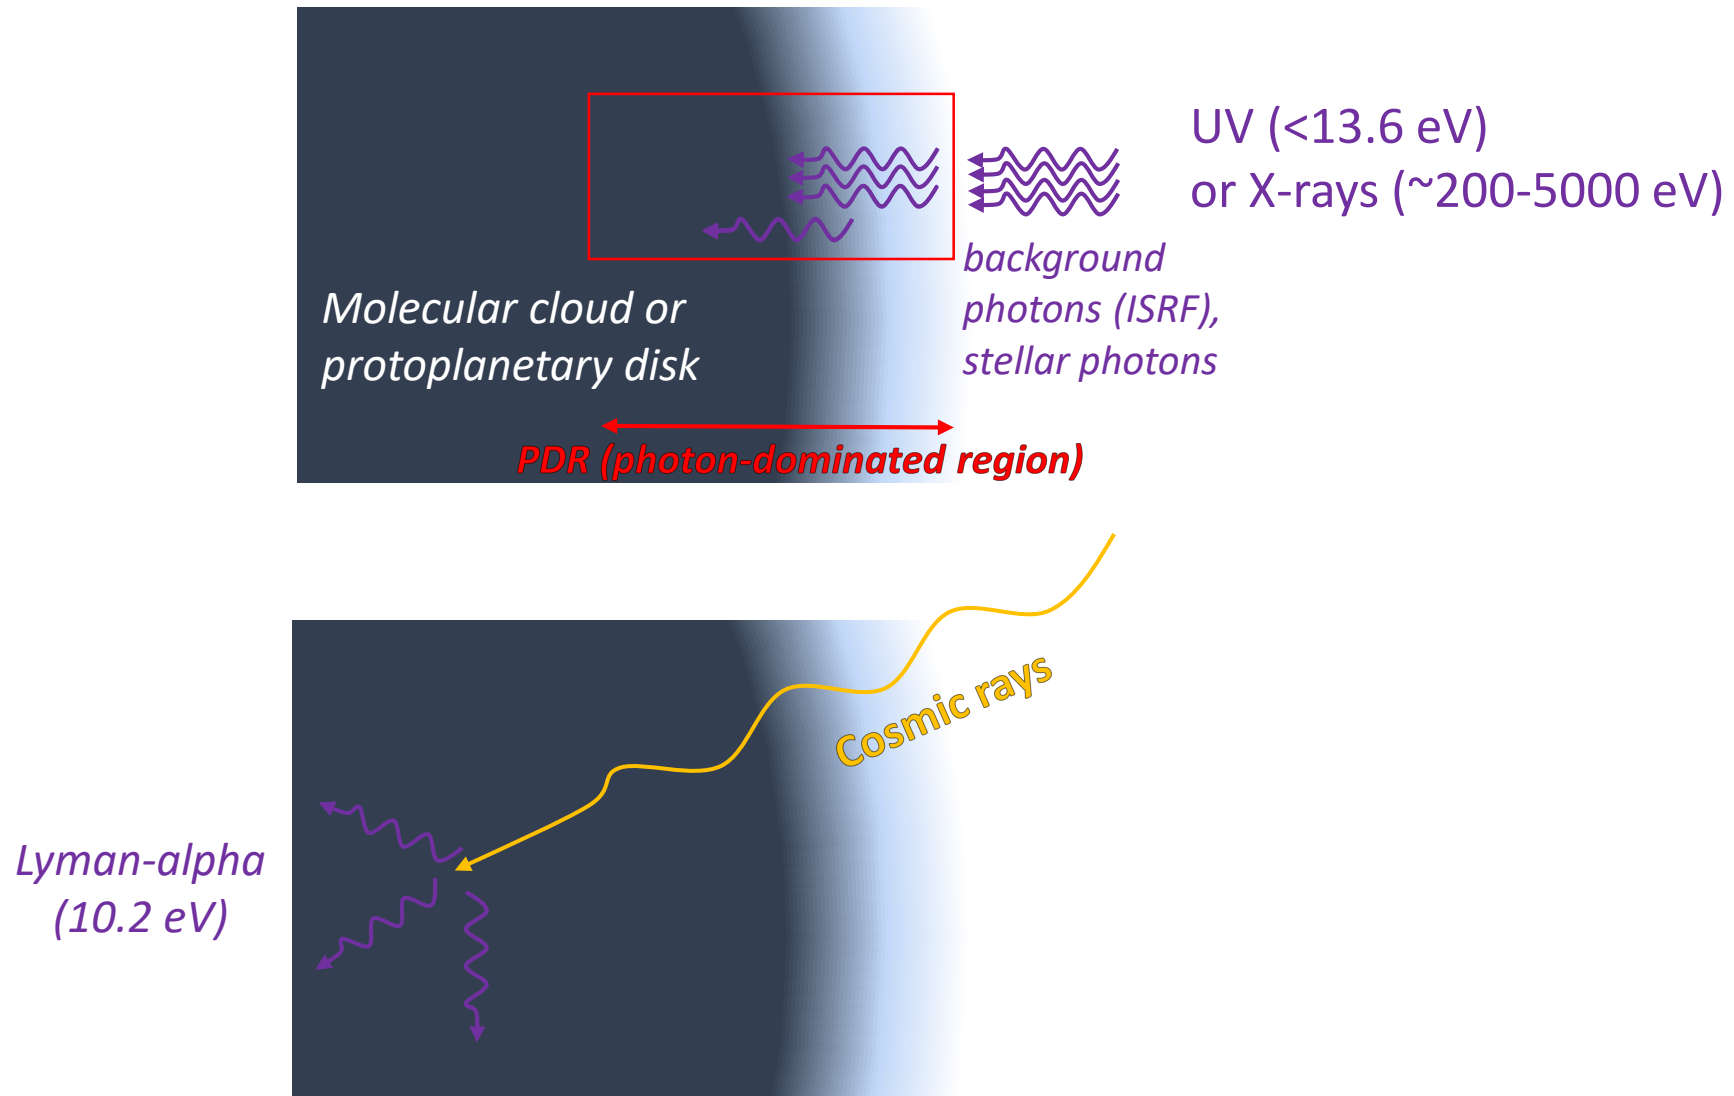 UV (<13.6 eV)
or X-rays (~200-5000 eV)
background
photons (ISRF),
stellar photons
Molecular cloud or
protoplanetary disk
PDR (photon-dominated region)
Cosmic rays
Lyman-alpha
(10.2 eV)